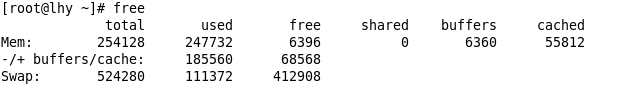 [root@lhy ~]# free
             total       used       free     shared    buffers     cached
Mem:        254128     247732       6396          0       6360      55812
-/+ buffers/cache:     185560      68568
Swap:       524280     111372     412908